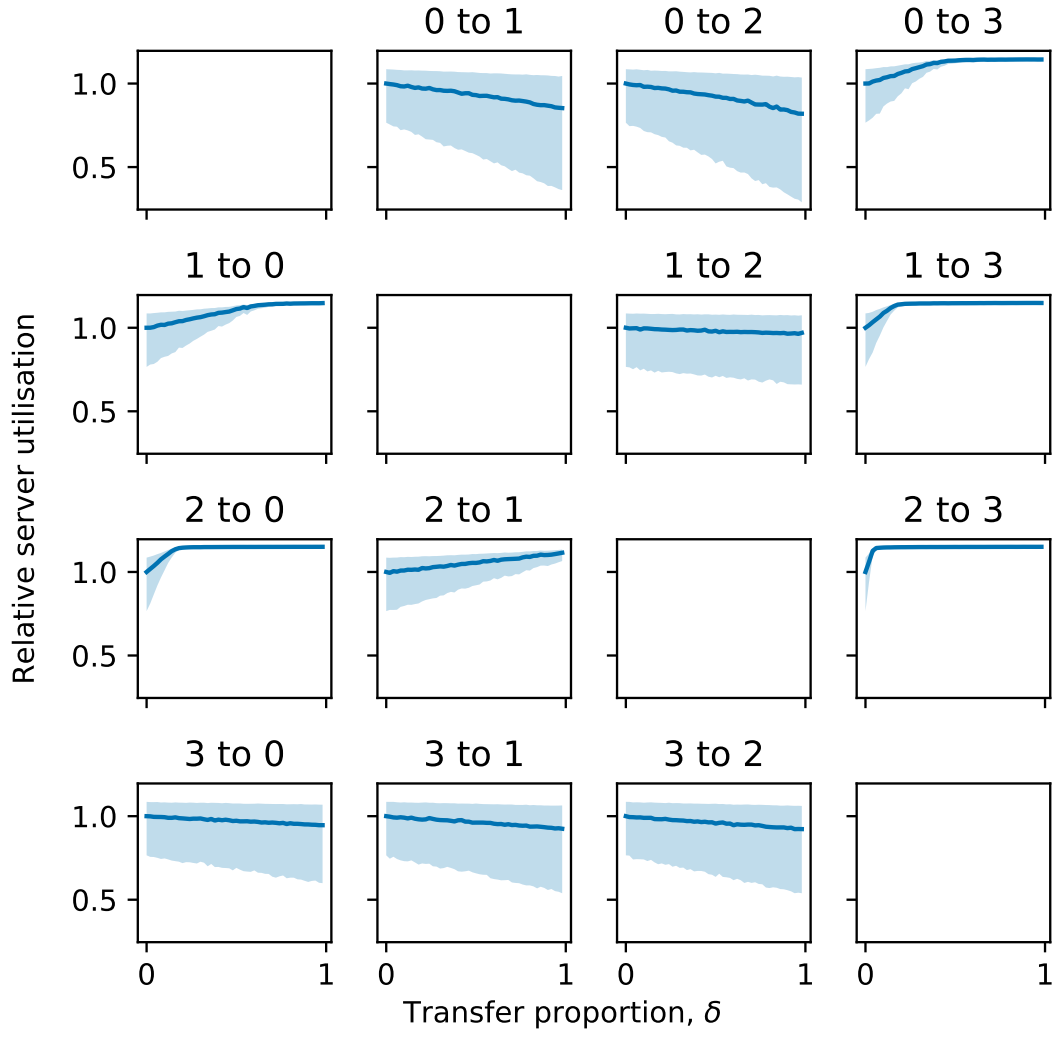 0 to 1
0 to 2
0 to 3
1.0
0.5
1 to 0
1 to 2
1 to 3
1.0
0.5
Relative server utilisation
2 to 0
2 to 1
2 to 3
1.0
0.5
3 to 0
3 to 1
3 to 2
1.0
0.5
0 1
0 1
0 1
0 1
Transfer proportion, δ